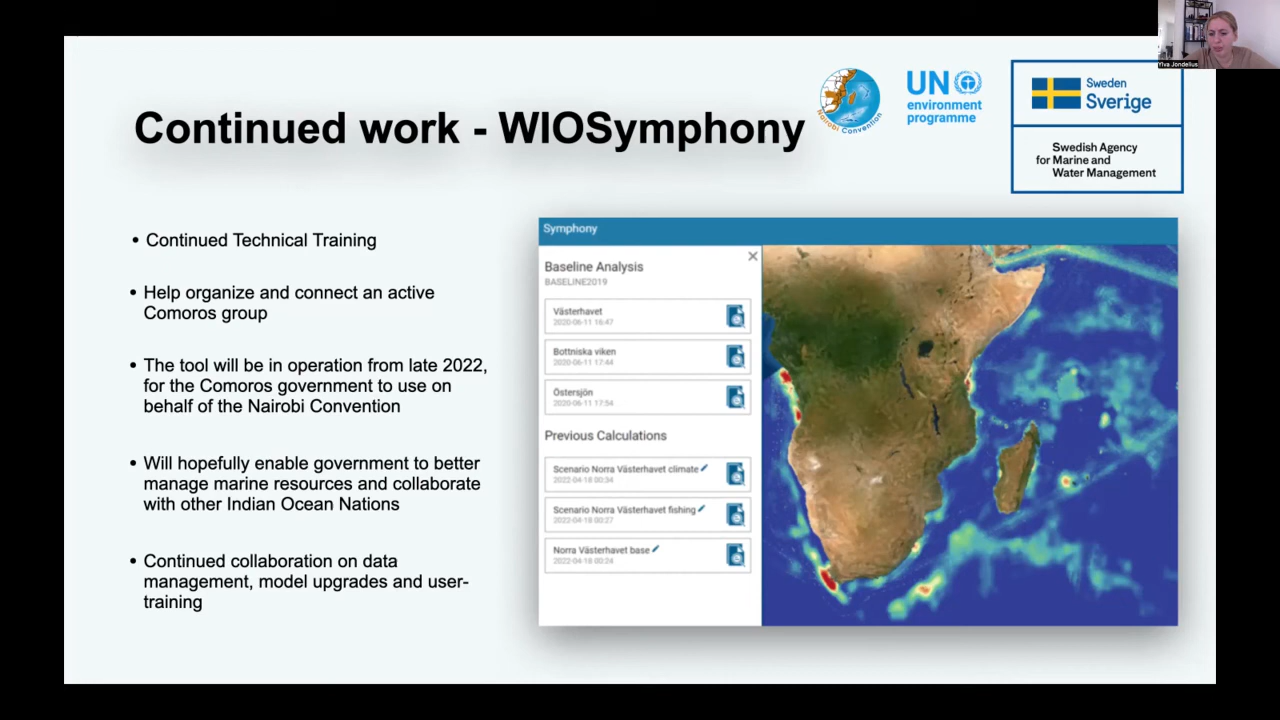 Ylva Jondelius
Continued work - WIOSymphony
Nairobi Convention
UN
environment
programme
Sweden
Sverige
Swedish Agency
for Marine and
Water Management
• Continued Technical Training
• Help organize and connect an active
Comoros group
• The tool will be in operation from late 2022,
for the Comoros government to use on
behalf of the Nairobi Convention
• Will hopefully enable government to better
manage marine resources and collaborate
with other Indian Ocean Nations
• Continued collaboration on data
management, model upgrades and user-
training
Symphony
Baseline Analysis
BASELINE2019
Västerhavet
2020-06-11 16:47
Bottniska viken
2020-06-11 17:44
Östersjön
2020-06-11 17:54
Previous Calculations
Scenario Norra Västerhavet climate
2022-04-18 00:34
Scenario Norra Västerhavet fishing
2022-04-18 00:27
Norra Västerhavet base
2022-04-18 00:24